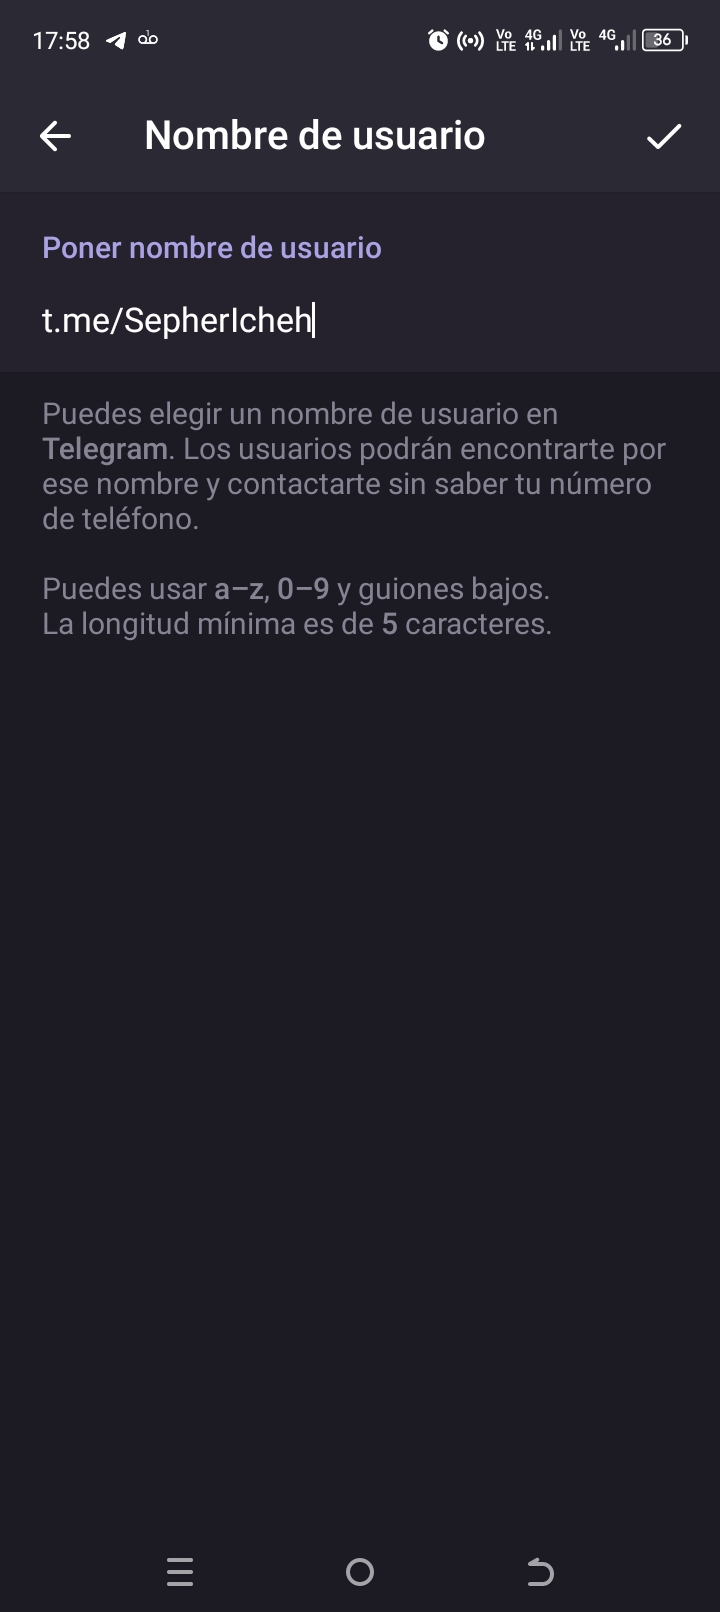 17:58
Vo LTE 4G Vo LTE 4G 36
Nombre de usuario
Poner nombre de usuario
t.me/SepherIcheh
Puedes elegir un nombre de usuario en
Telegram. Los usuarios podrán encontrarte por
ese nombre y contactarte sin saber tu número
de teléfono.
Puedes usar a–z, 0–9 y guiones bajos.
La longitud mínima es de 5 caracteres.